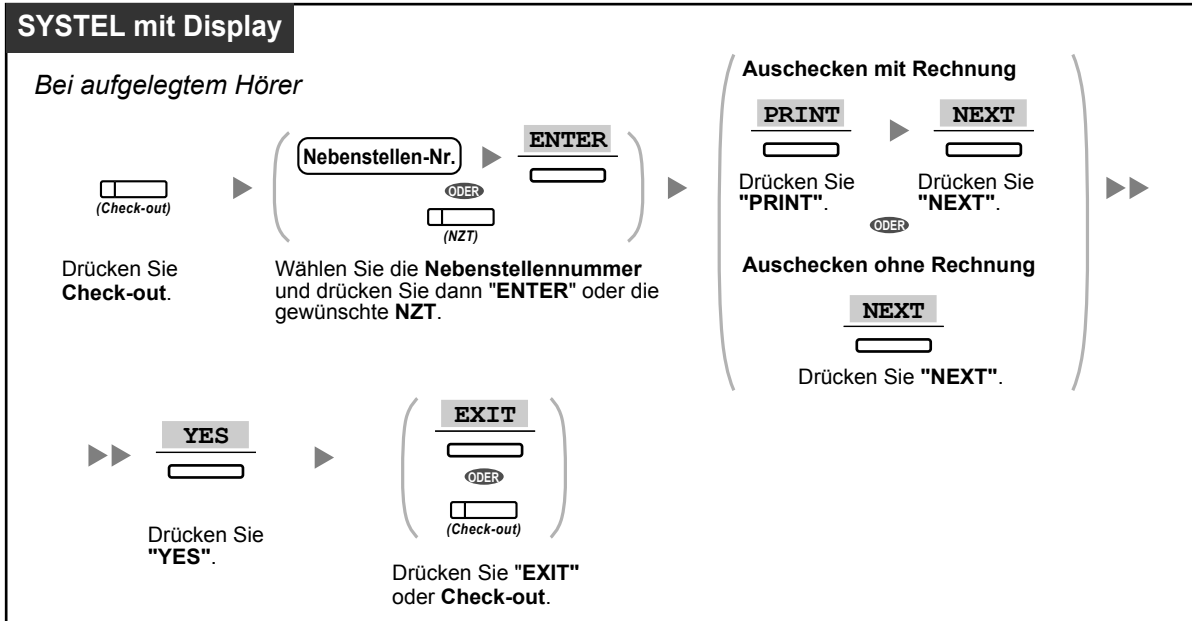 SYSTEL mit Display
Bei aufgelegtem Hörer
(Check-out)
Drücken Sie
Check-out.
Nebenstellen-Nr.
ENTER
ODER
(NZT)
Wählen Sie die Nebenstellennummer
und drücken Sie dann "ENTER" oder die
gewünschte NZT.
Auschecken mit Rechnung
PRINT
NEXT
Drücken Sie
"PRINT".
Drücken Sie
"NEXT".
ODER
Auschecken ohne Rechnung
NEXT
Drücken Sie "NEXT".
YES
Drücken Sie
"YES".
EXIT
ODER
(Check-out)
Drücken Sie "EXIT"
oder Check-out.